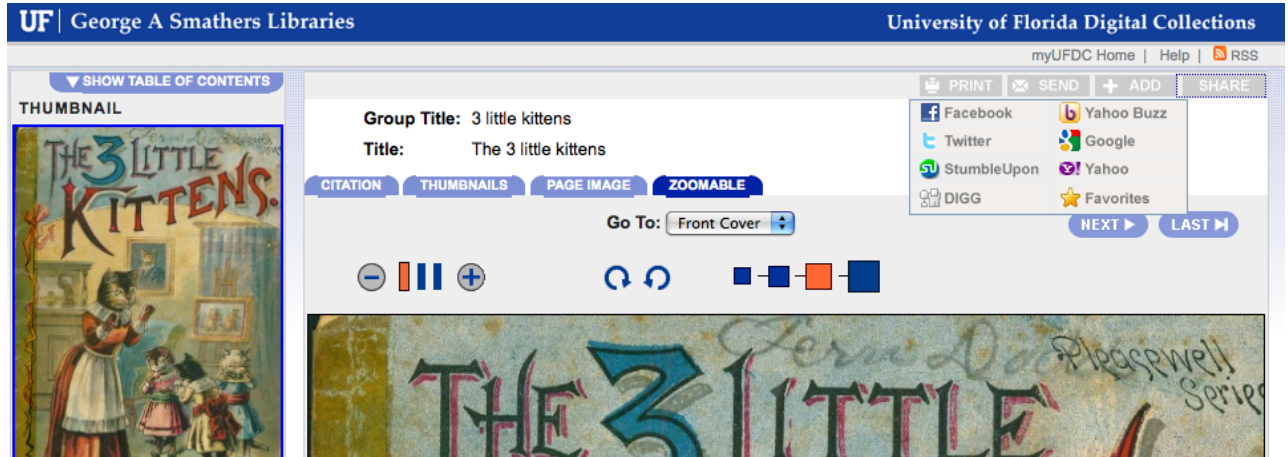 UF George A Smathers Libraries
University of Florida Digital Collections
myUFDC Home | Help | RSS
▼ SHOW TABLE OF CONTENTS
THUMBNAIL
THE 3 LITTLE
KITTENS.
PRINT SEND ADD SHARE
Facebook Yahoo Buzz
Twitter Google
StumbleUpon Yahoo
DIGG Favorites
Group Title: 3 little kittens
Title: The 3 little kittens
CITATION THUMBNAILS PAGE IMAGE ZOOMABLE
Go To: Front Cover
NEXT LAST
Pleasewell
Series
THE 3 LITTLE